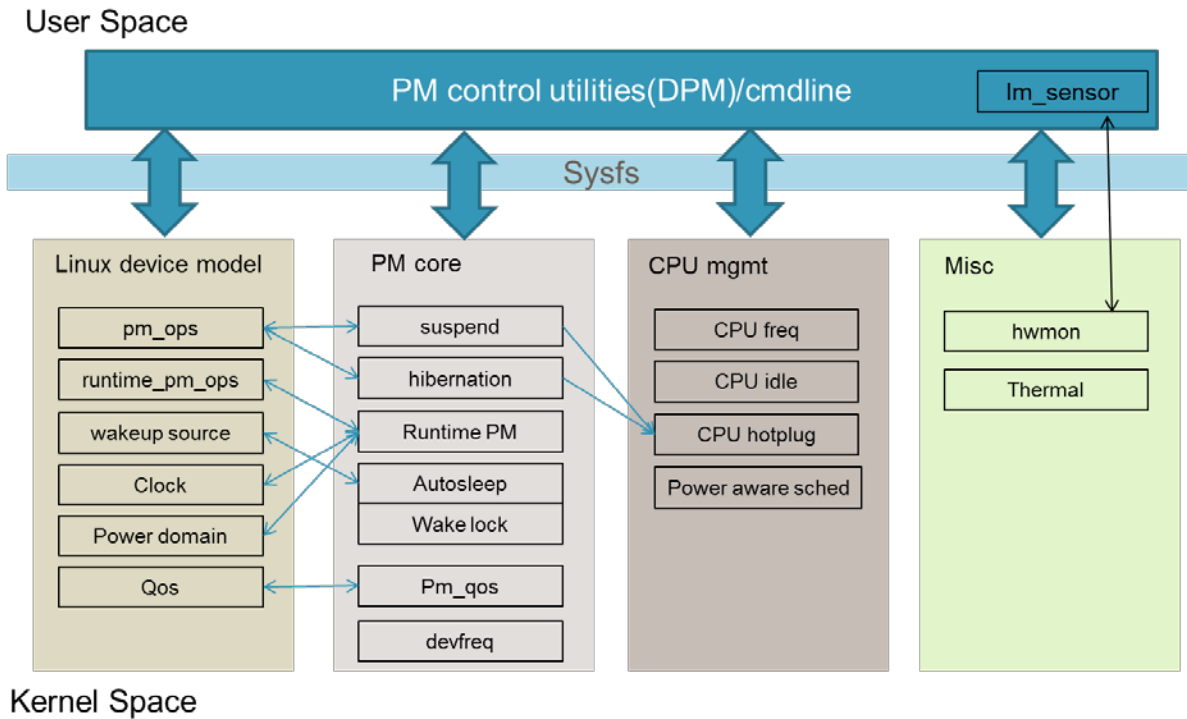 User Space
PM control utilities(DPM)/cmdline
lm_sensor
Sysfs
Linux device model
pm_ops
runtime_pm_ops
wakeup source
Clock
Power domain
Qos
PM core
suspend
hibernation
Runtime PM
Autosleep
Wake lock
Pm_qos
devfreq
CPU mgmt
CPU freq
CPU idle
CPU hotplug
Power aware sched
Misc
hwmon
Thermal
Kernel Space